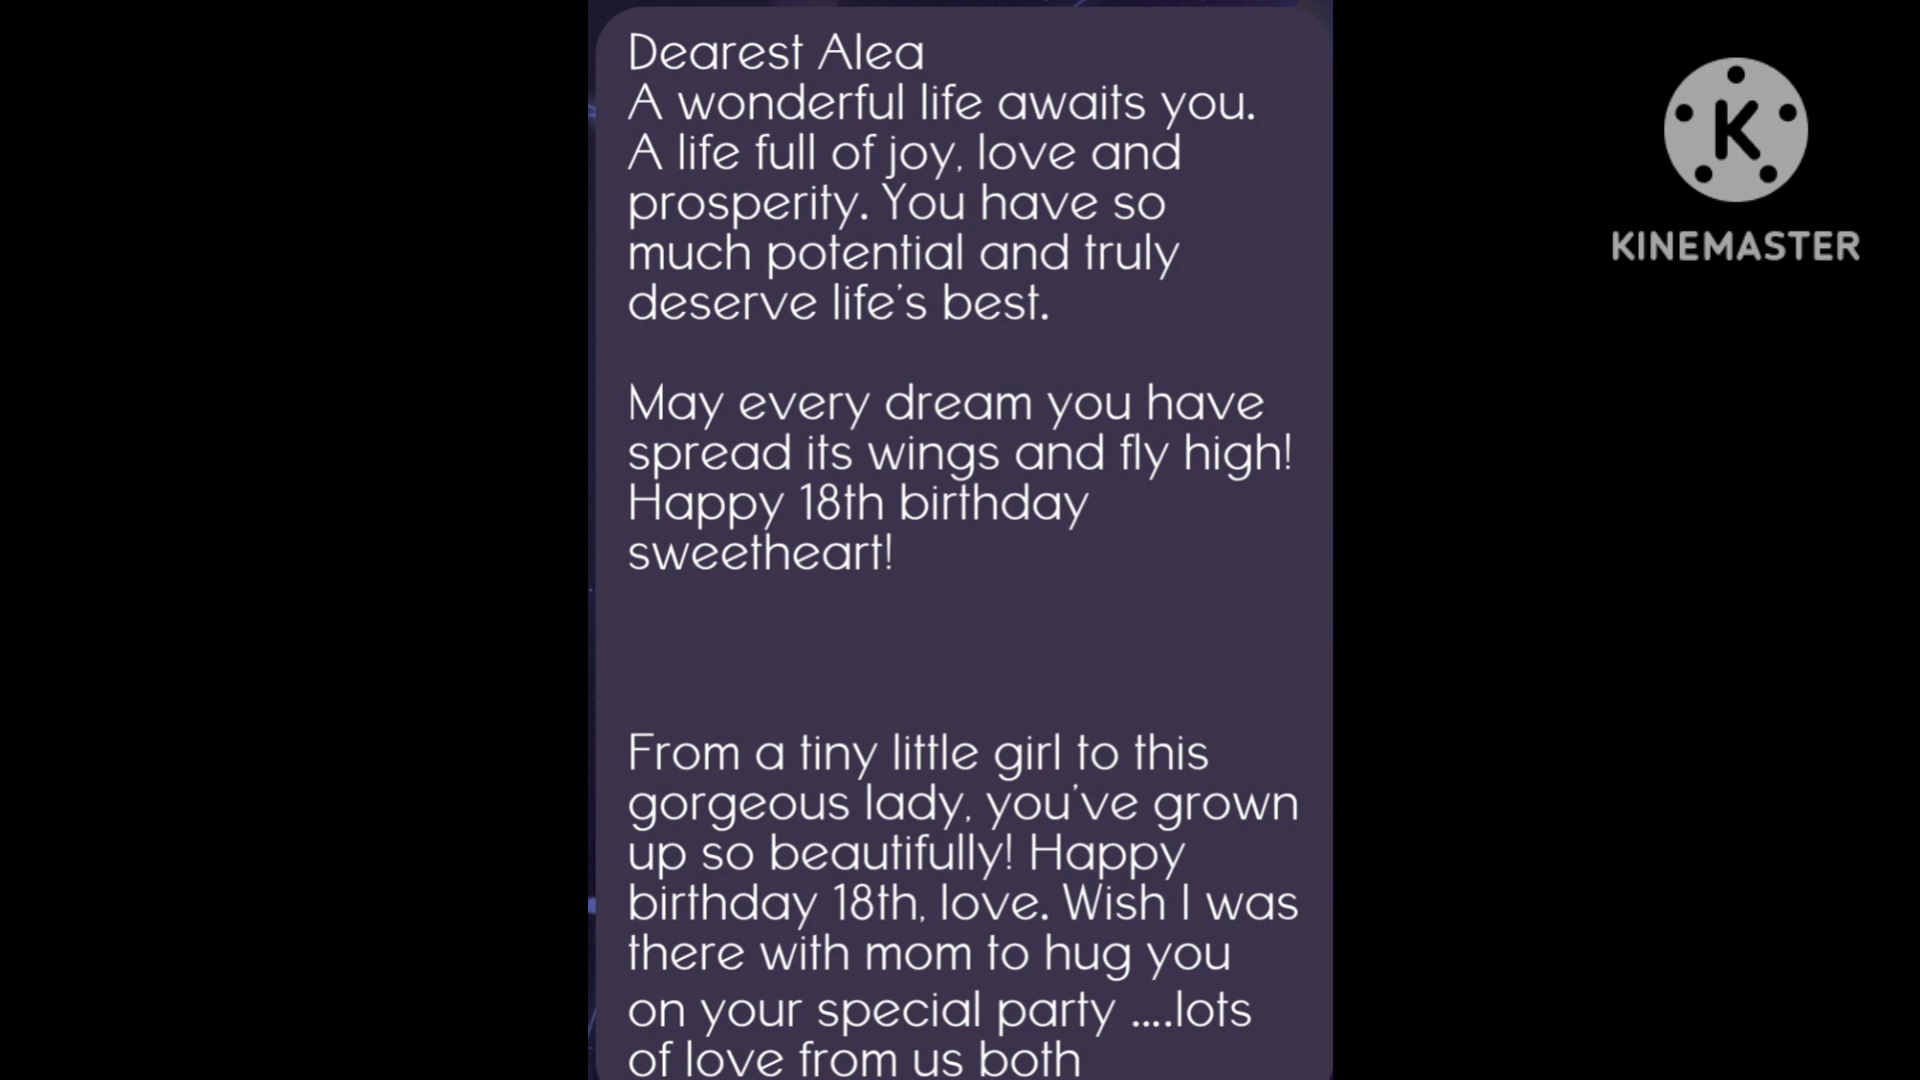 Dearest Alea
A wonderful life awaits you.
A life full of joy, love and
prosperity. You have so
much potential and truly
deserve life's best.
May every dream you have
spread its wings and fly high!
Happy 18th birthday
sweetheart!
From a tiny little girl to this
gorgeous lady, you've grown
up so beautifully! Happy
birthday 18th, love. Wish I was
there with mom to hug you
on your special party ....lots
of love from us both
K
KINEMASTER